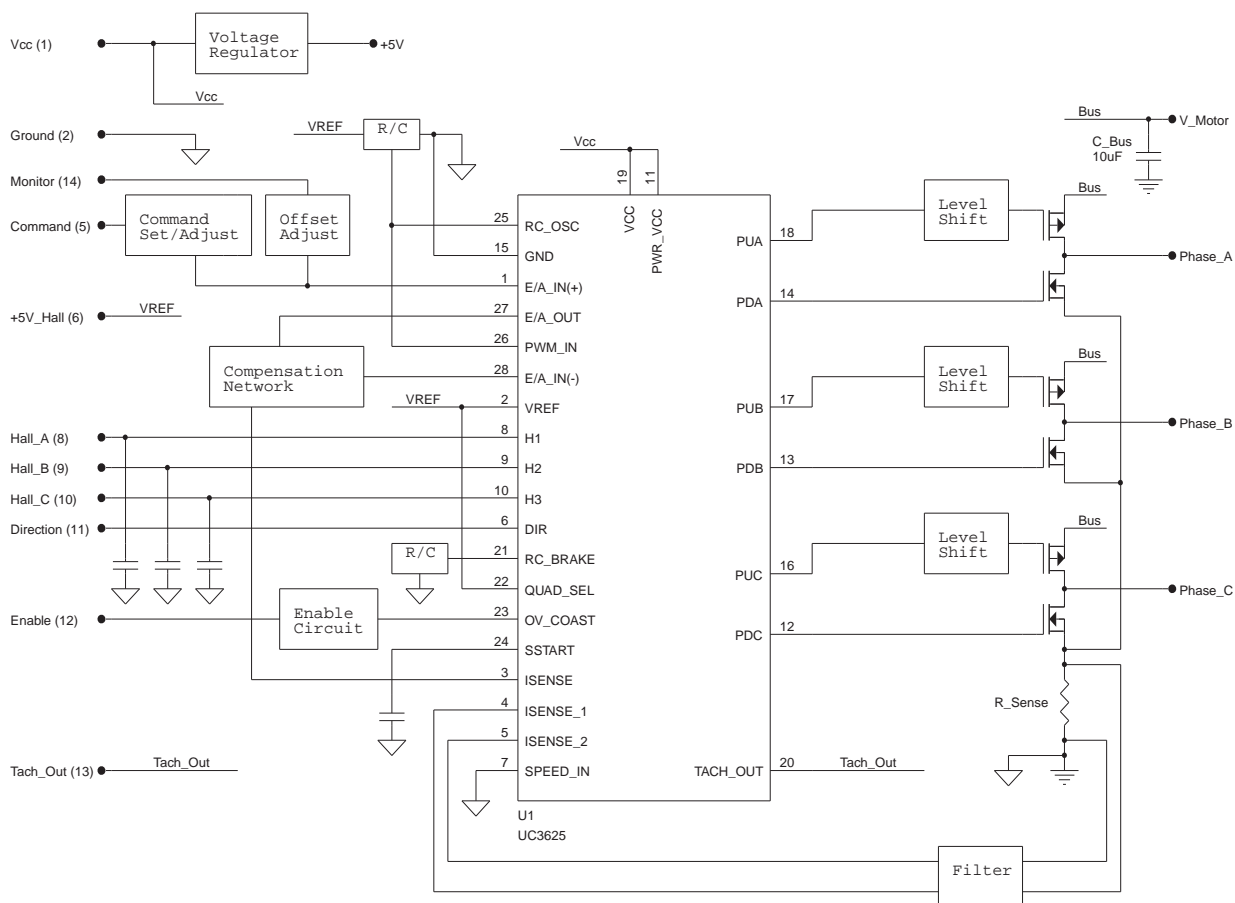 Vcc (1)
Voltage
Regulator
+5V
Vcc
Ground (2)
VREF
R/C
Vcc
Bus
V_Motor
C_Bus
10uF
Monitor (14)
Command (5)
Command
Set/Adjust
Offset
Adjust
+5V_Hall (6)
VREF
Compensation
Network
VREF
Hall_A (8)
Hall_B (9)
Hall_C (10)
Direction (11)
R/C
Enable (12)
Enable
Circuit
Tach_Out (13)
Tach_Out
19
VCC
11
PWR_VCC
25
RC_OSC
15
GND
1
E/A_IN(+)
27
E/A_OUT
26
PWM_IN
28
E/A_IN(-)
2
VREF
8
H1
9
H2
10
H3
6
DIR
21
RC_BRAKE
22
QUAD_SEL
23
OV_COAST
24
SSTART
3
ISENSE
4
ISENSE_1
5
ISENSE_2
7
SPEED_IN
U1
UC3625
PUA
18
PDA
14
PUB
17
PDB
13
PUC
16
PDC
12
TACH_OUT
20
Tach_Out
Level
Shift
Bus
Phase_A
Level
Shift
Bus
Phase_B
Level
Shift
Bus
Phase_C
R_Sense
Filter